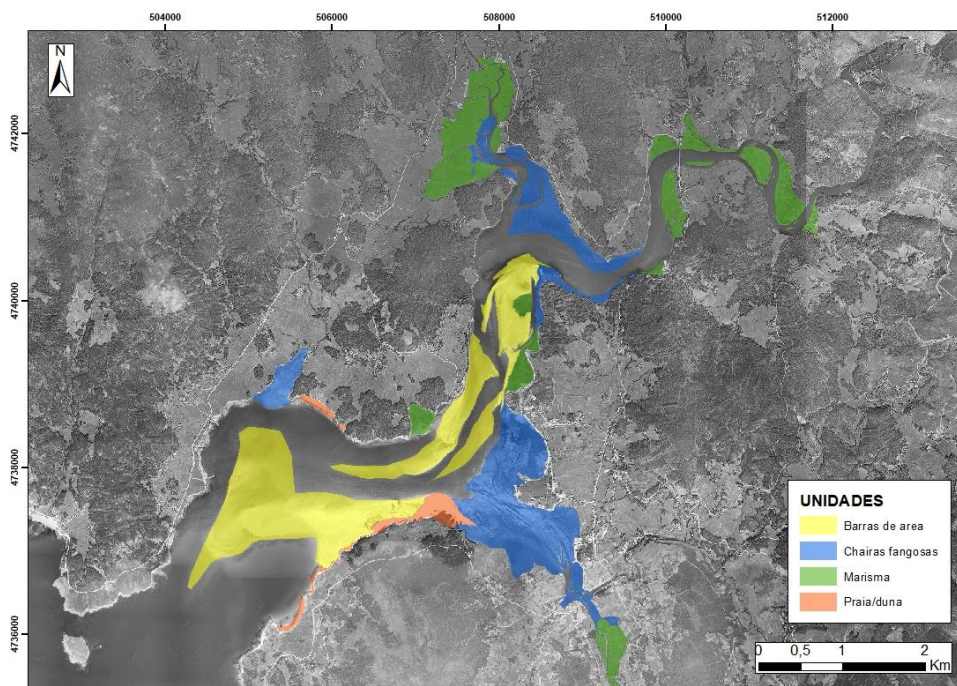 504000
506000
508000
510000
512000
N
4742000
4740000
4738000
4736000
UNIDADES
Barras de area
Chairas fangosas
Marisma
Praia/duna
0 0,5 1 2
Km